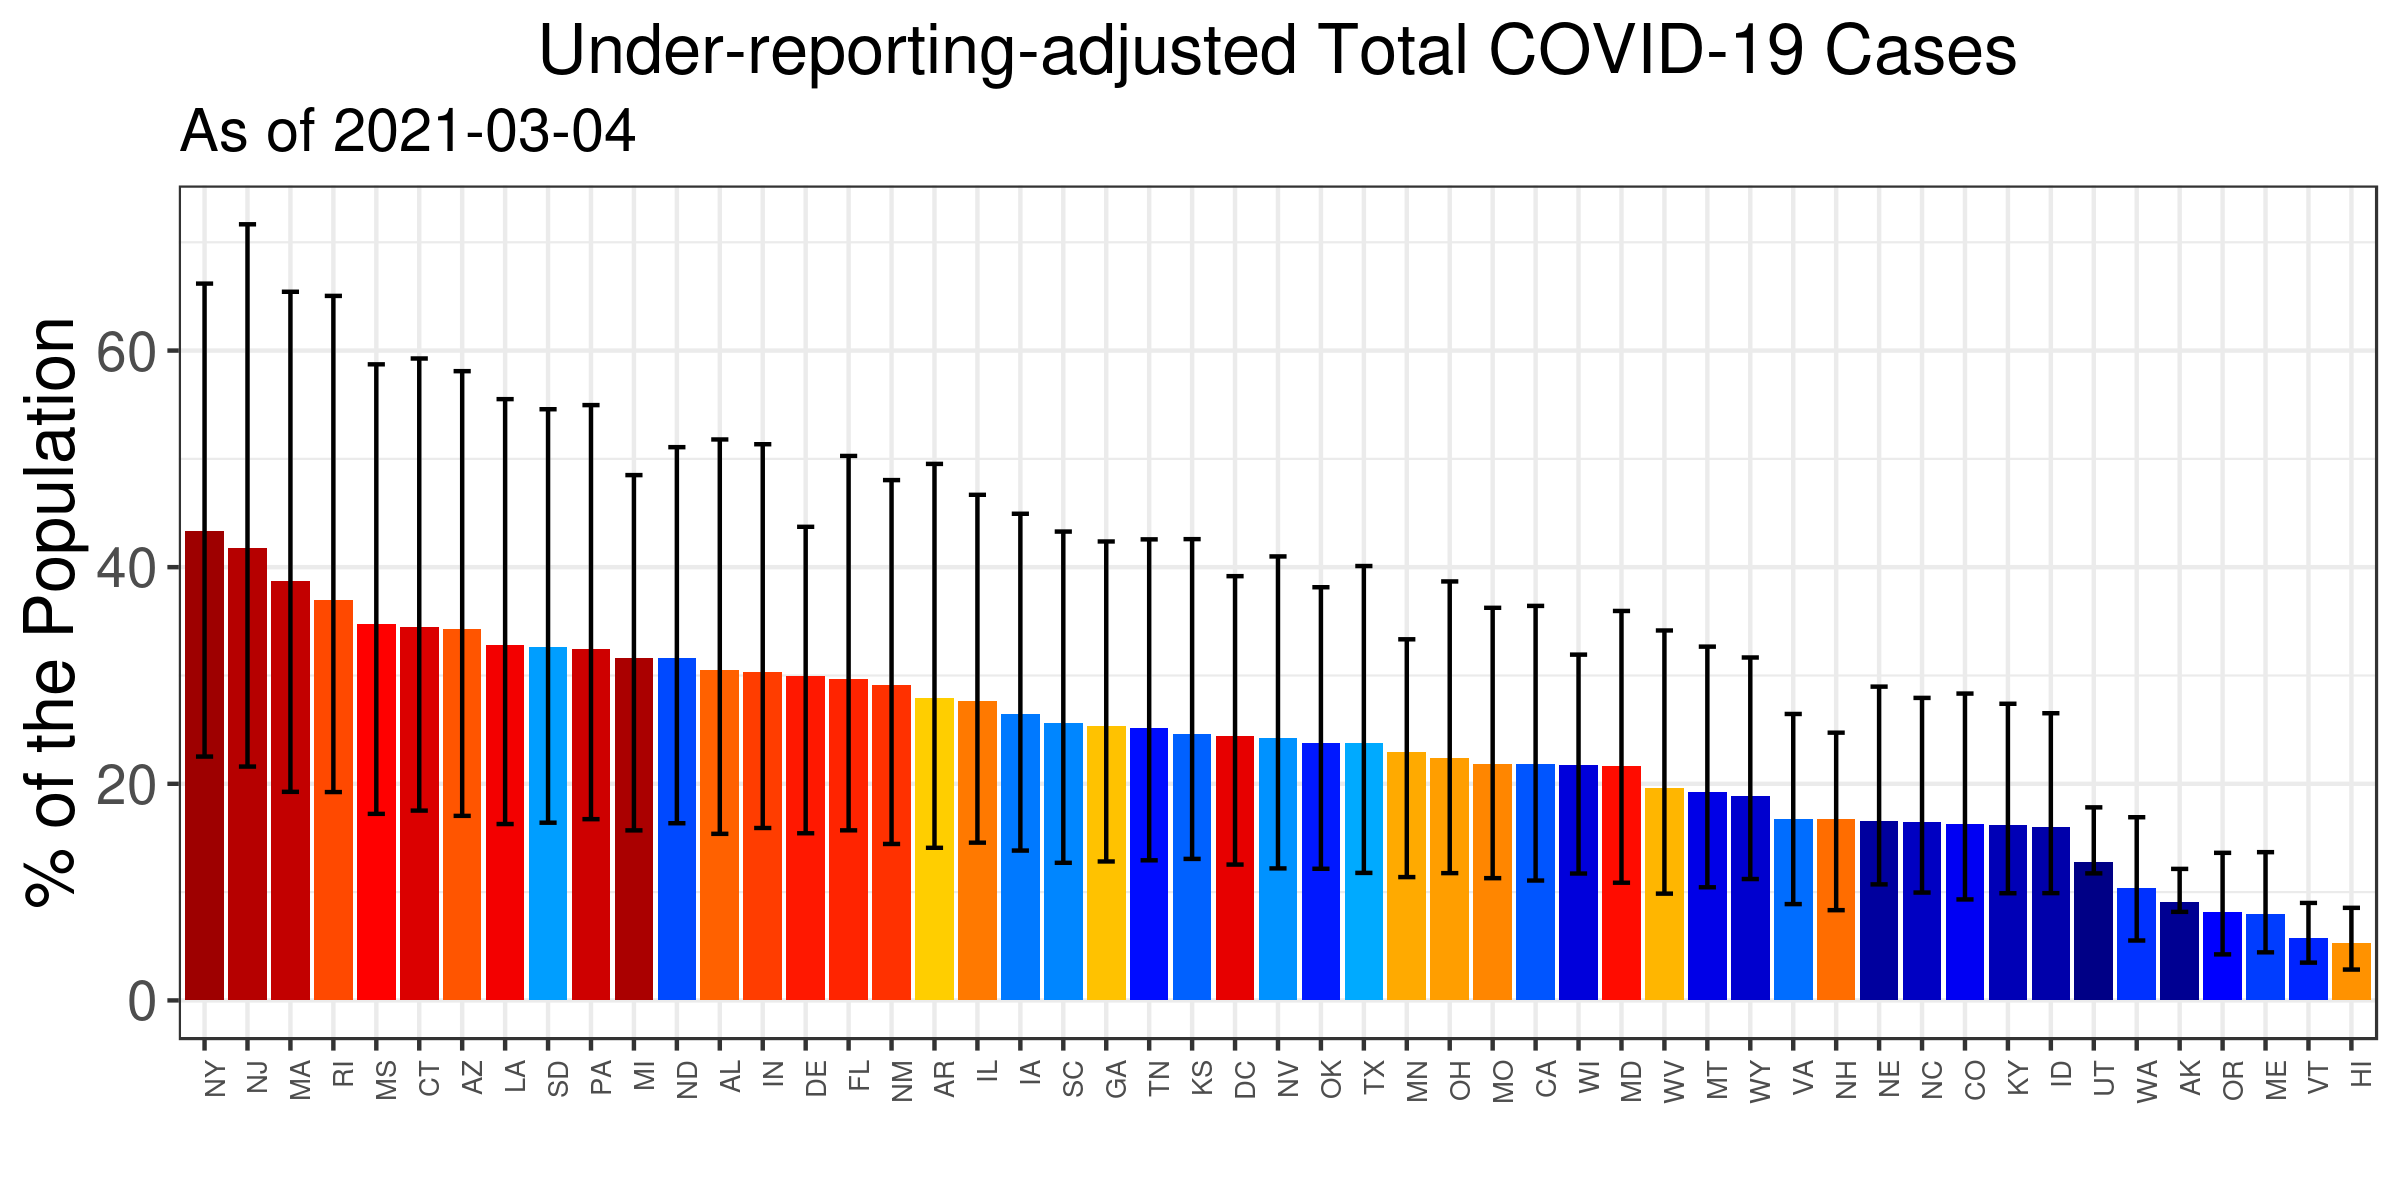 Under-reporting-adjusted Total COVID-19 Cases
As of 2021-03-04
% of the Population
60
40
20
0
NY NJ MA RI MS CT AZ LA SD PA MI ND AL IN DE FL NM AR IL IA SC GA TN KS DC NV OK TX MN OH MO CA WI MD WV MT WY VA NH NE NC CO KY ID UT WA AK OR ME VT HI